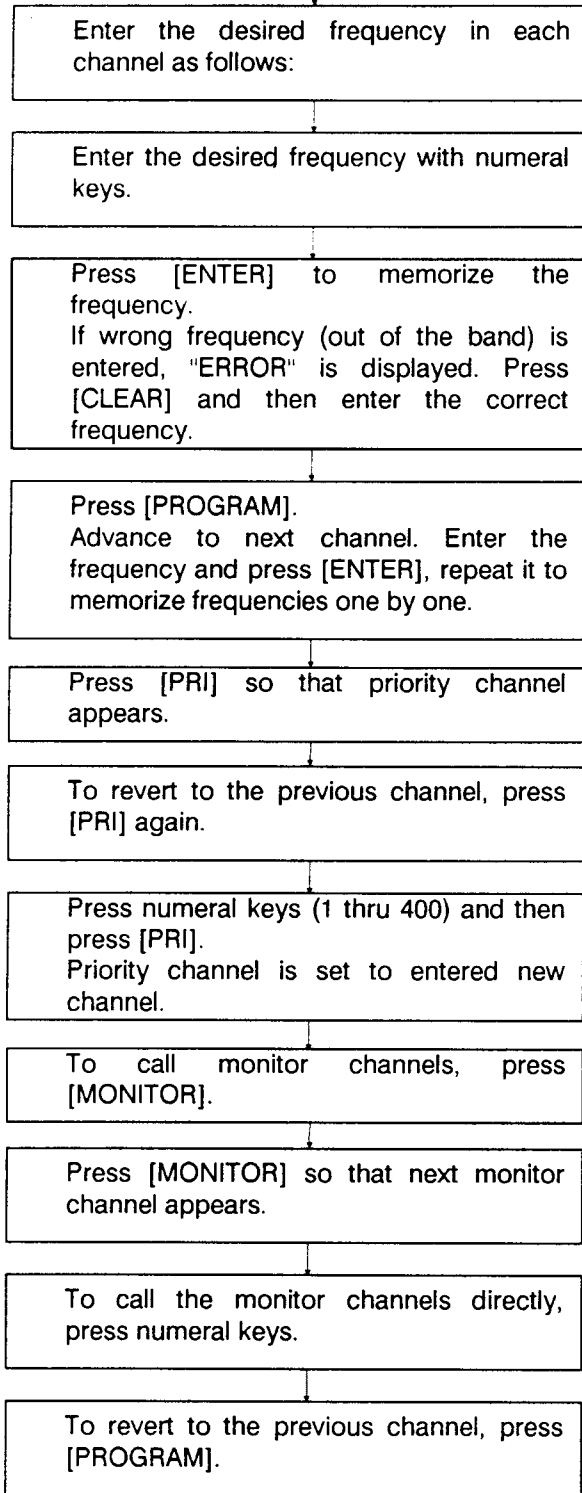 Enter the desired frequency in each
channel as follows:
Enter the desired frequency with numeral
keys.
Press [ENTER] to memorize the
frequency.
If wrong frequency (out of the band) is
entered, "ERROR" is displayed. Press
[CLEAR] and then enter the correct
frequency.
Press [PROGRAM].
Advance to next channel. Enter the
frequency and press [ENTER], repeat it to
memorize frequencies one by one.
Press [PRI] so that priority channel
appears.
To revert to the previous channel, press
[PRI] again.
Press numeral keys (1 thru 400) and then
press [PRI].
Priority channel is set to entered new
channel.
To call monitor channels, press
[MONITOR].
Press [MONITOR] so that next monitor
channel appears.
To call the monitor channels directly,
press numeral keys.
To revert to the previous channel, press
[PROGRAM].